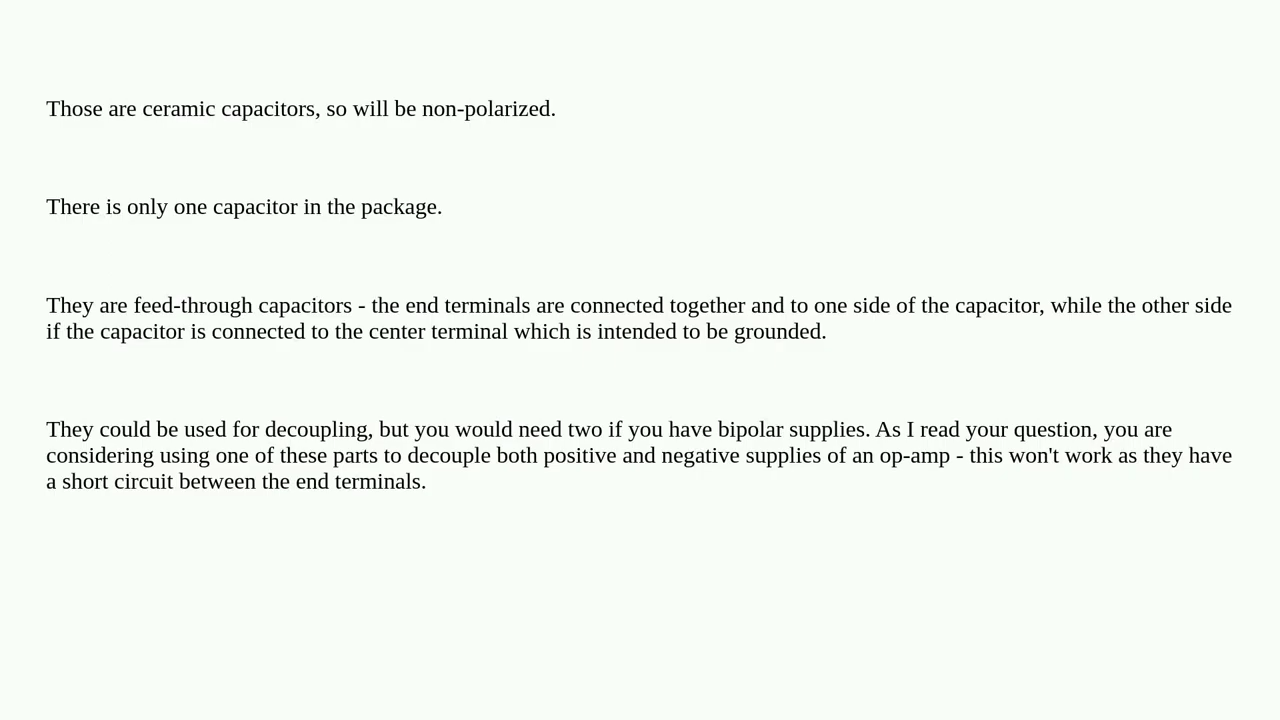 Those are ceramic capacitors, so will be non-polarized.
There is only one capacitor in the package.
They are feed-through capacitors - the end terminals are connected together and to one side of the capacitor, while the other side
if the capacitor is connected to the center terminal which is intended to be grounded.
They could be used for decoupling, but you would need two if you have bipolar supplies. As I read your question, you are
considering using one of these parts to decouple both positive and negative supplies of an op-amp - this won't work as they have
a short circuit between the end terminals.